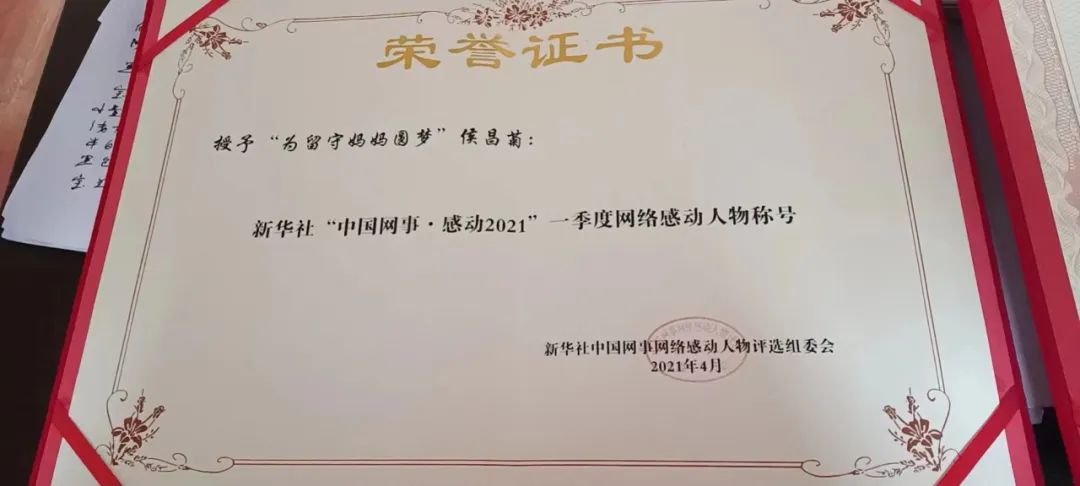 荣誉证书
授予“为留守妈妈圆梦”侯昌菊：
新华社“中国网事·感动2021”一季度网络感动人物称号
新华社中国网事网络感动人物评选组委会
2021年4月